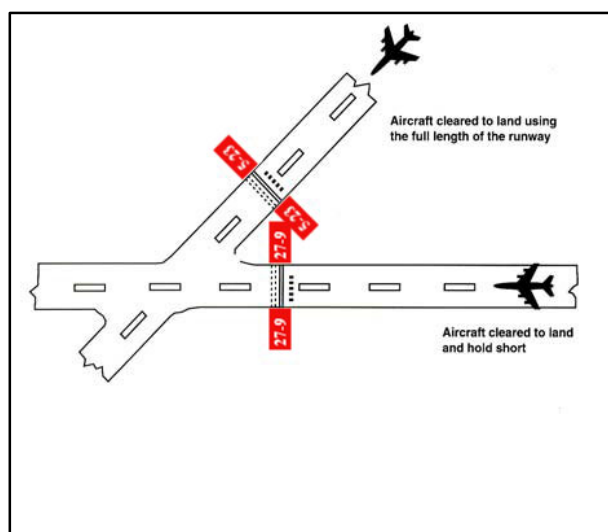 Aircraft cleared to land using
the full length of the runway
5-23
5-23
27-9
27-9
Aircraft cleared to land
and hold short